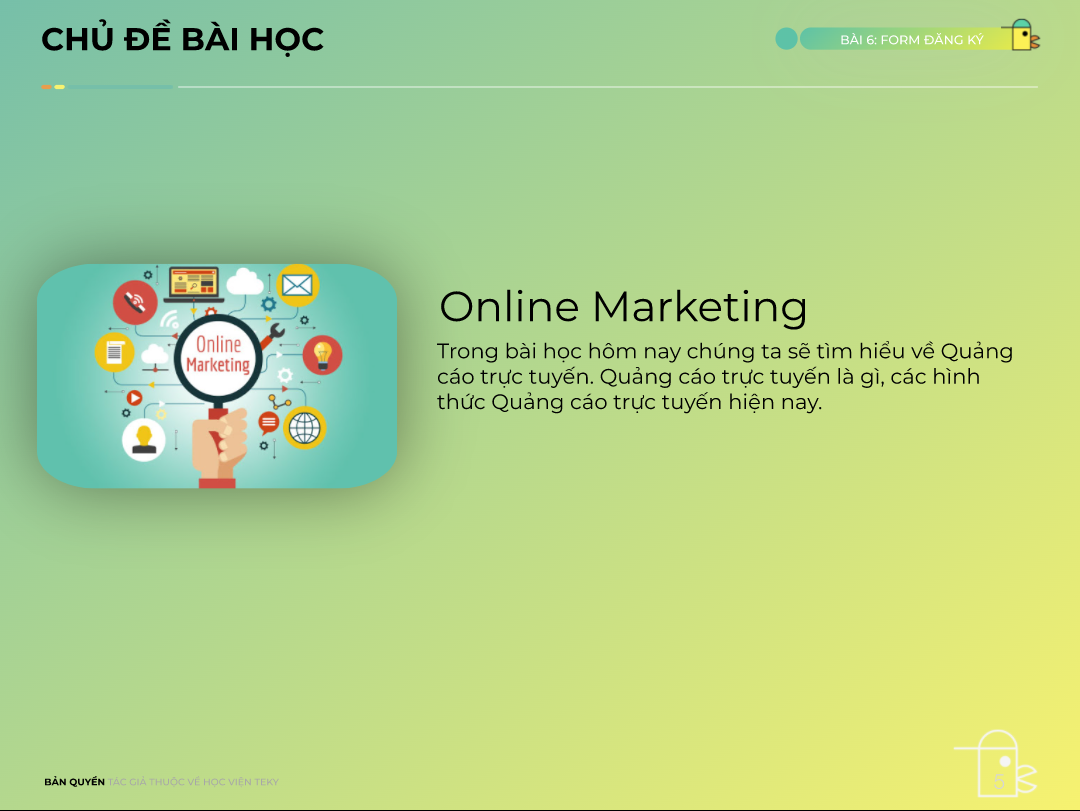 CHỦ ĐỀ BÀI HỌC
BÀI 6: FORM ĐĂNG KÝ
Online
Marketing
Online Marketing
Trong bài học hôm nay chúng ta sẽ tìm hiểu về Quảng
cáo trực tuyến. Quảng cáo trực tuyến là gì, các hình
thức Quảng cáo trực tuyến hiện nay.
BẢN QUYỀN TÁC GIẢ THUỘC VỀ HỌC VIỆN TEKY
5